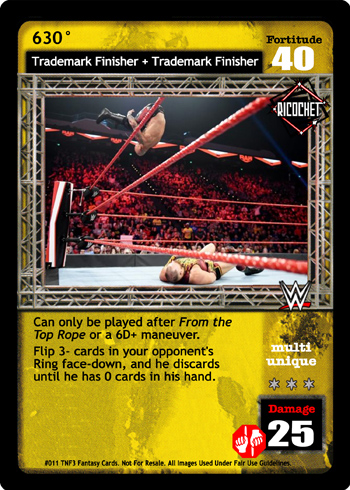 630°
Fortitude
40
Trademark Finisher + Trademark Finisher
RICOCHET
W
Can only be played after From the
Top Rope or a 6D+ maneuver.
Flip 3- cards in your opponent's
Ring face-down, and he discards
until he has 0 cards in his hand.
multi
unique
Damage
25
#011 TNF3 Fantasy Cards. Not For Resale. All Images Used Under Fair Use Guidelines.